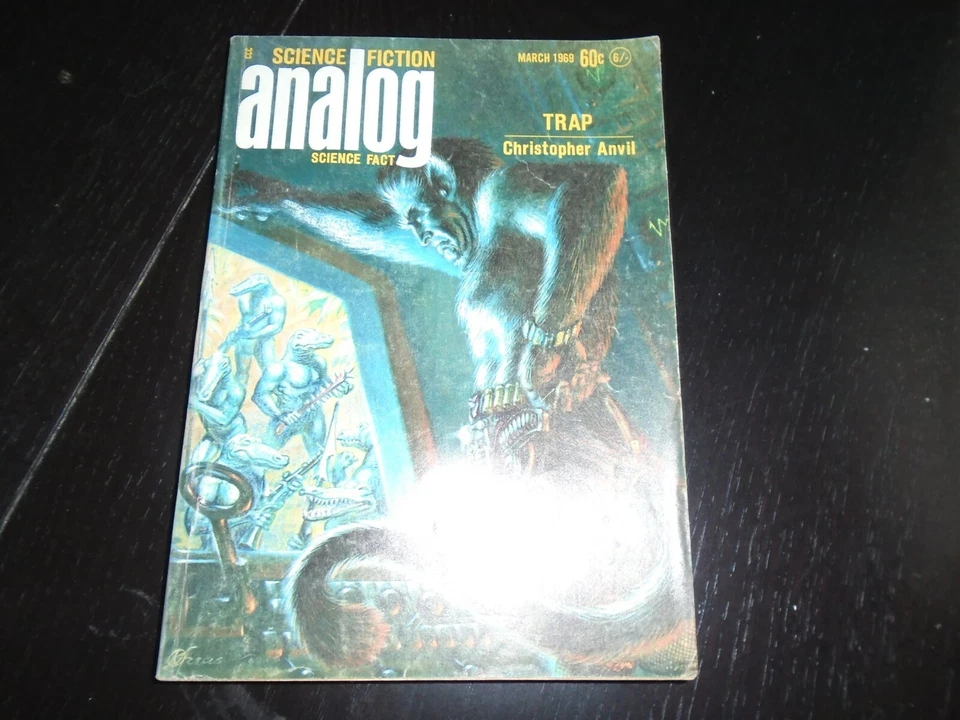 SCIENCE FICTION
analog
SCIENCE FACT
MARCH 1969 60c 6/-
TRAP
Christopher Anvil